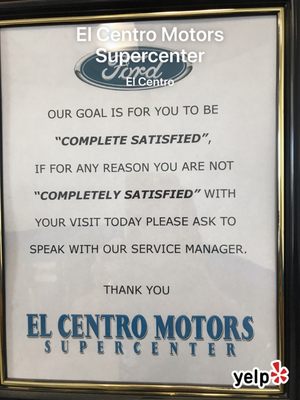 El Centro Motors
Supercenter
Ford
El Centro
OUR GOAL IS FOR YOU TO BE
“COMPLETE SATISFIED”,
IF FOR ANY REASON YOU ARE NOT
“COMPLETELY SATISFIED” WITH
YOUR VISIT TODAY PLEASE ASK TO
SPEAK WITH OUR SERVICE MANAGER.
THANK YOU
EL CENTRO MOTORS
SUPERCENTER
yelp